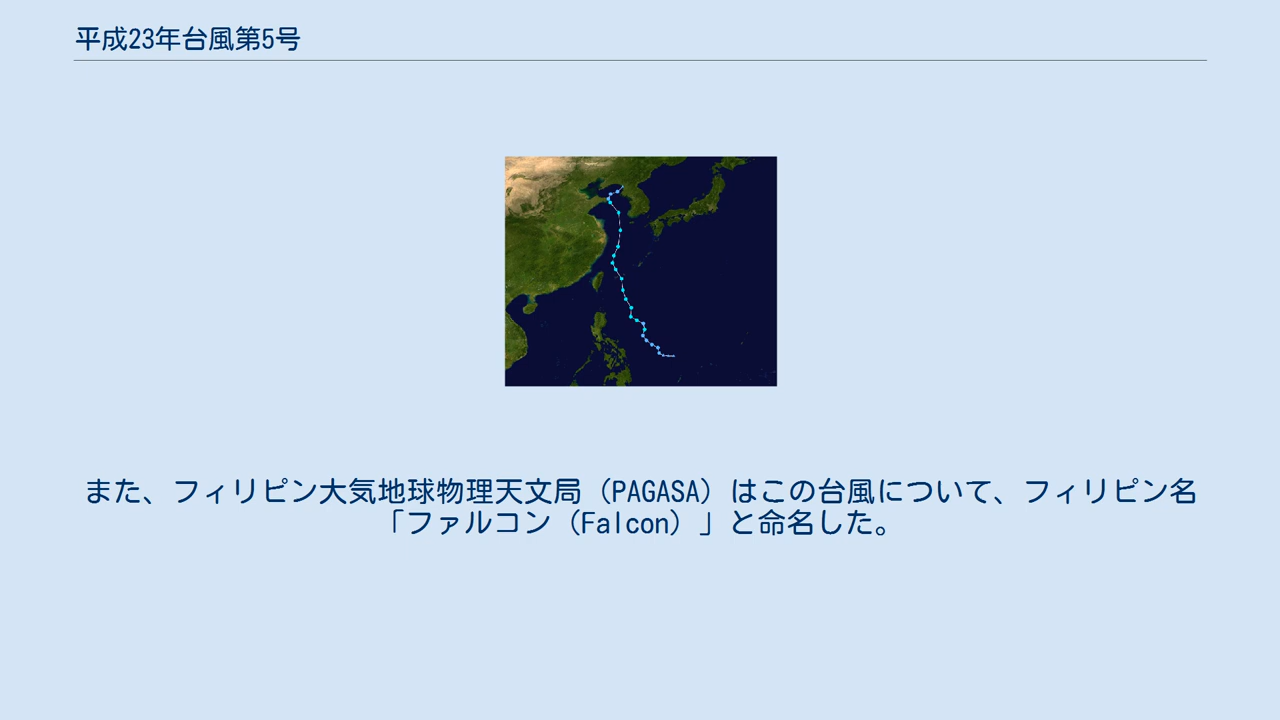 平成23年台風第5号
また、フィリピン大気地球物理天文局（PAGASA）はこの台風について、フィリピン名
「ファルコン（Falcon）」と命名した。